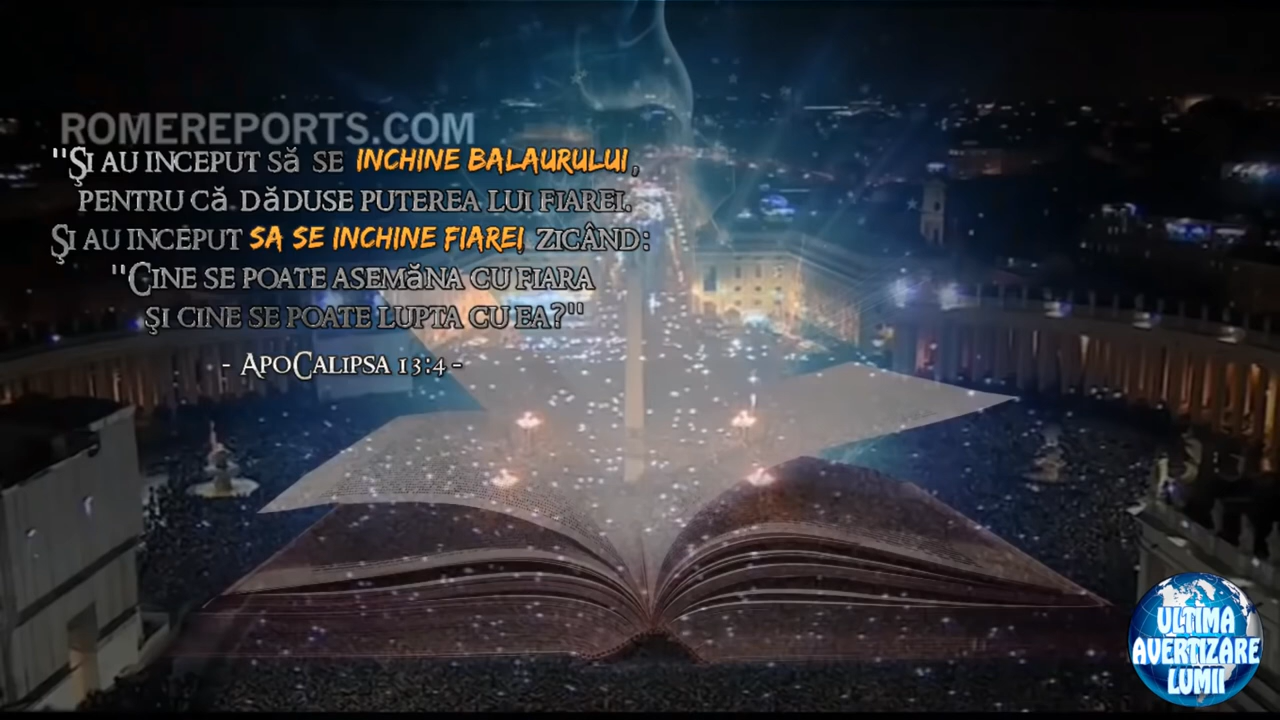 ROMEREPORTS.COM
"Şi au inceput să se INCHINE BALAURULUI,
pentru că dăduse puterea lui fiarei.
Şi au inceput SA SE INCHINE FIAREI, zicând:
"Cine se poate asemăna cu fiara
şi cine se poate lupta cu ea?"
- ApoCalipsa 13:4 -
ULTIMA
AVERTIZARE
LUMII